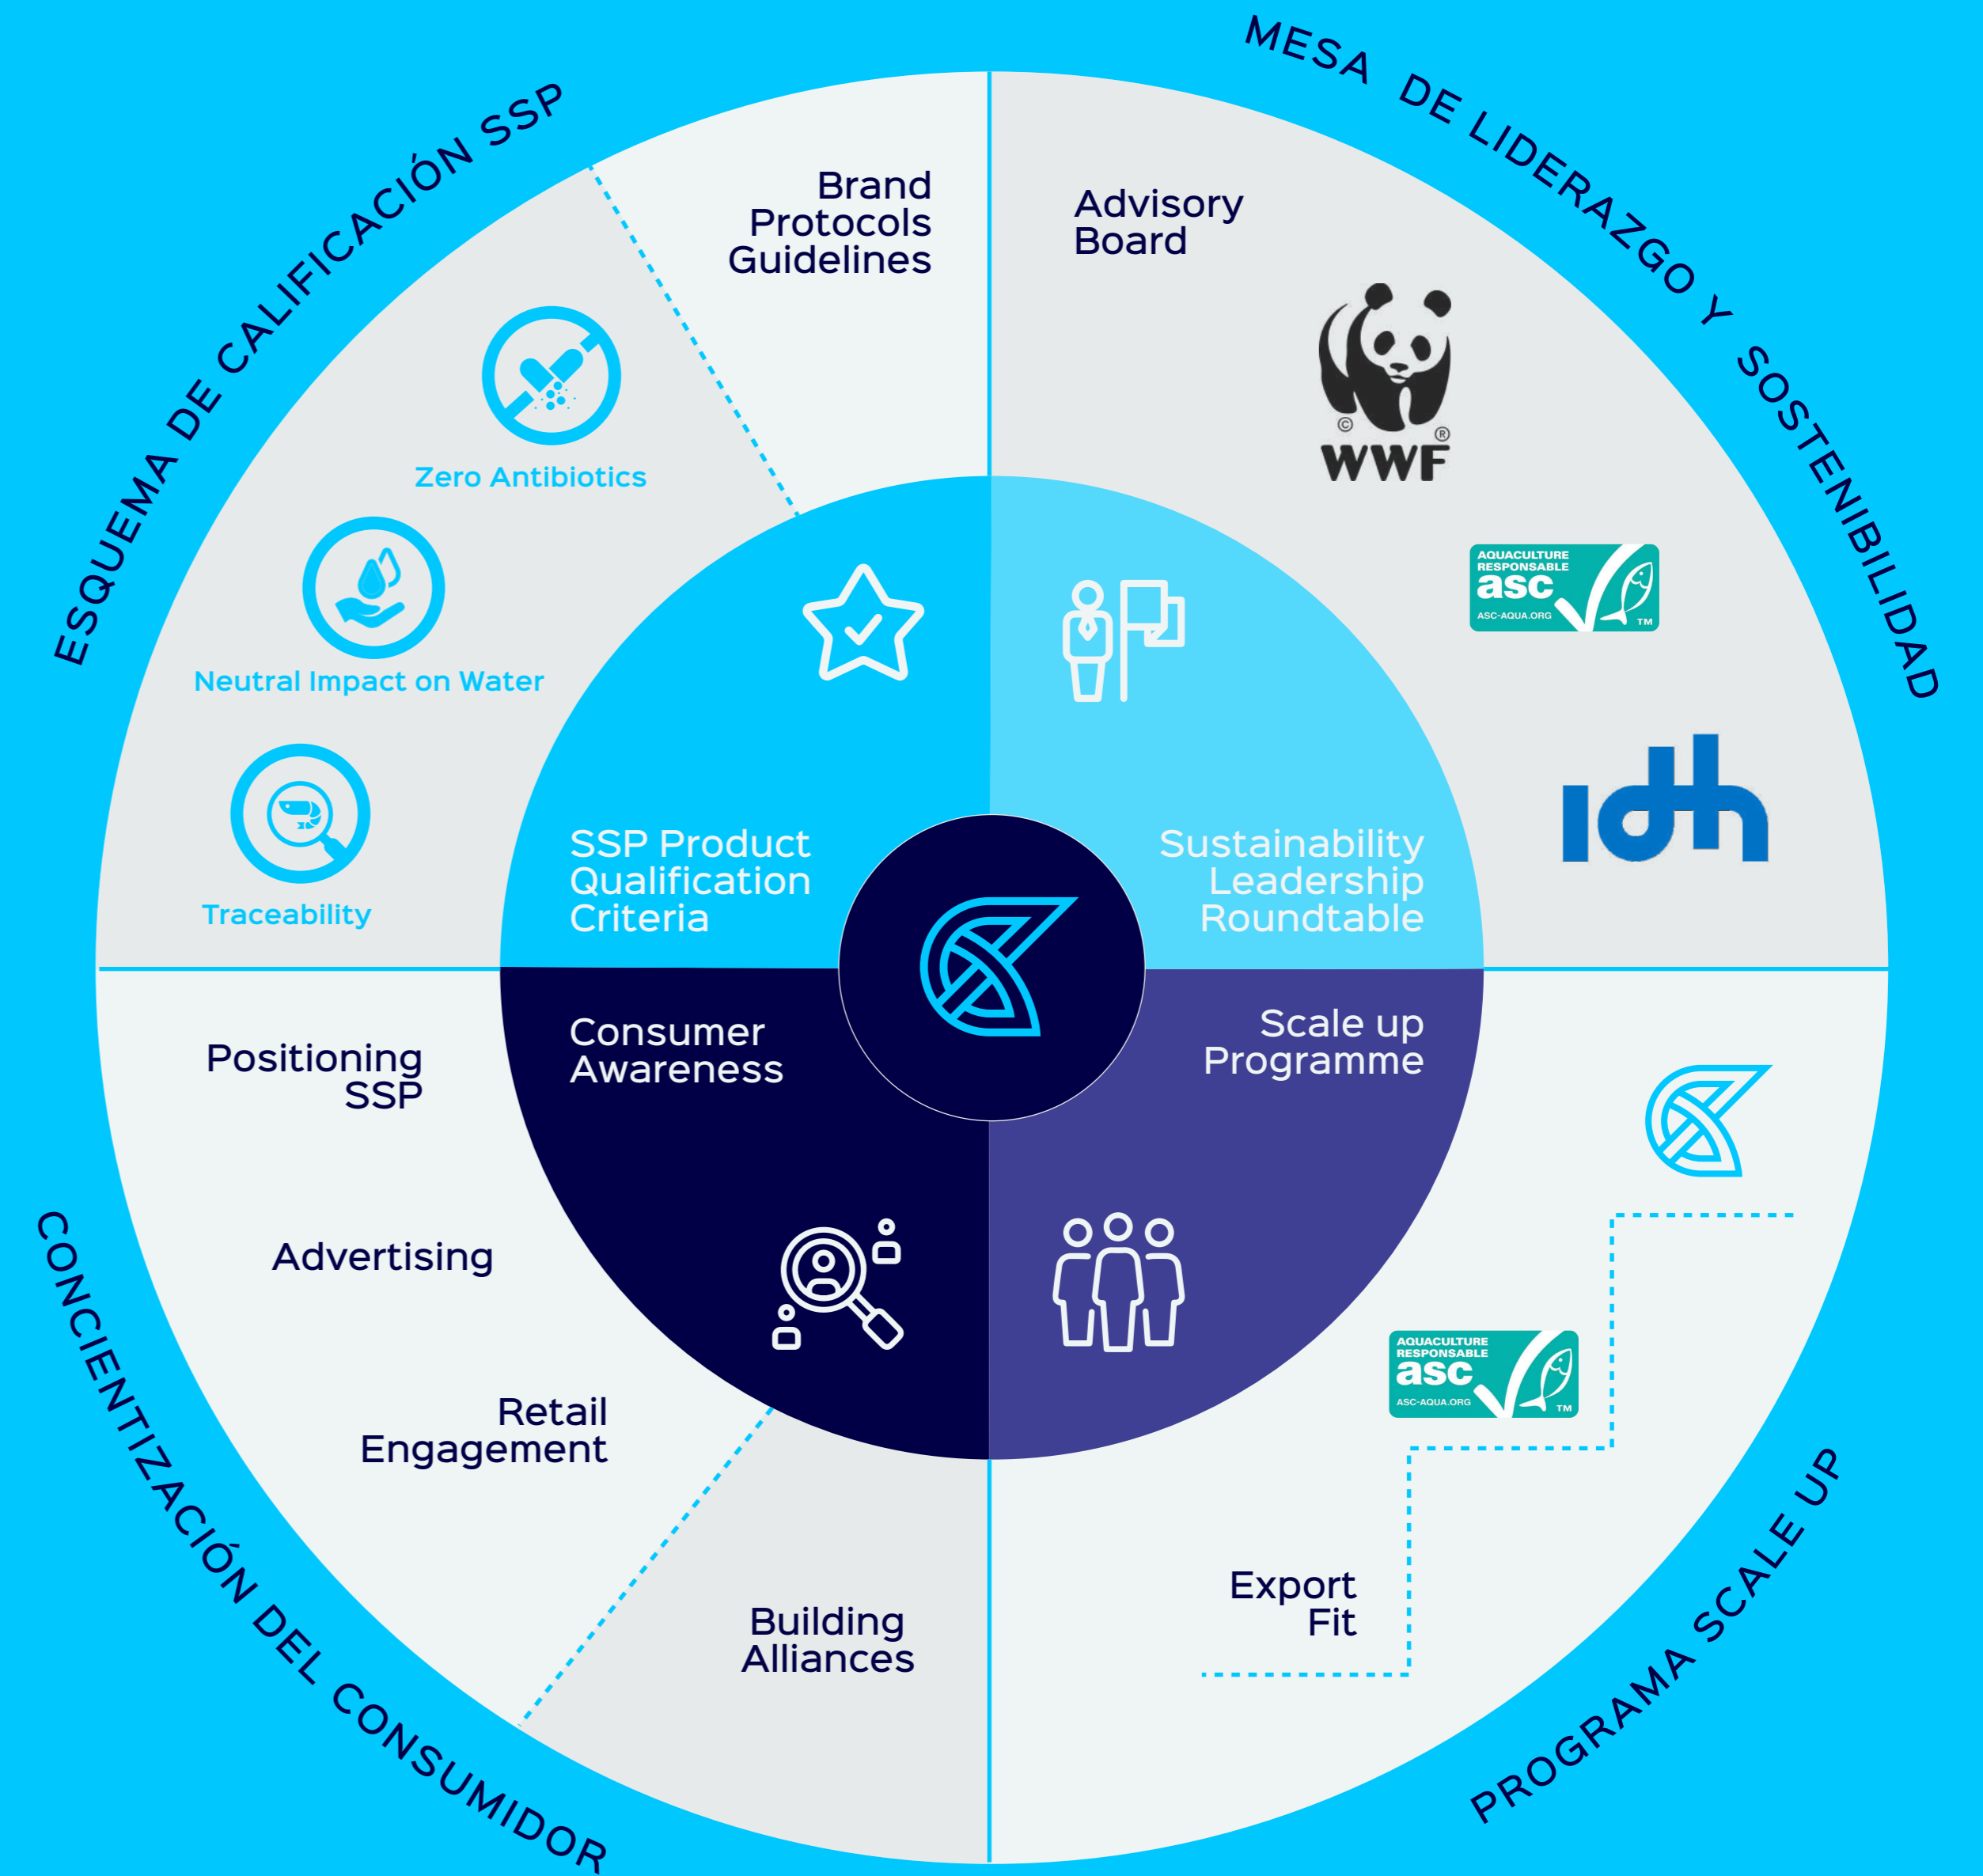 ESQUEMA DE CALIFICACIÓN SSP
MESA DE LIDERAZGO Y SOSTENIBILIDAD
Brand
Protocols
Guidelines
Advisory
Board
©
®
WWF
Zero Antibiotics
Neutral Impact on Water
Traceability
AQUACULTURE
RESPONSABLE
asc
ASC-AQUA.ORG
TM
idh
SSP Product
Qualification
Criteria
Sustainability
Leadership
Roundtable
Consumer
Awareness
Scale up
Programme
Positioning
SSP
Advertising
Retail
Engagement
Building
Alliances
AQUACULTURE
RESPONSABLE
asc
ASC-AQUA.ORG
TM
Export
Fit
CONCIENTIZACIÓN DEL CONSUMIDOR
PROGRAMA SCALE UP